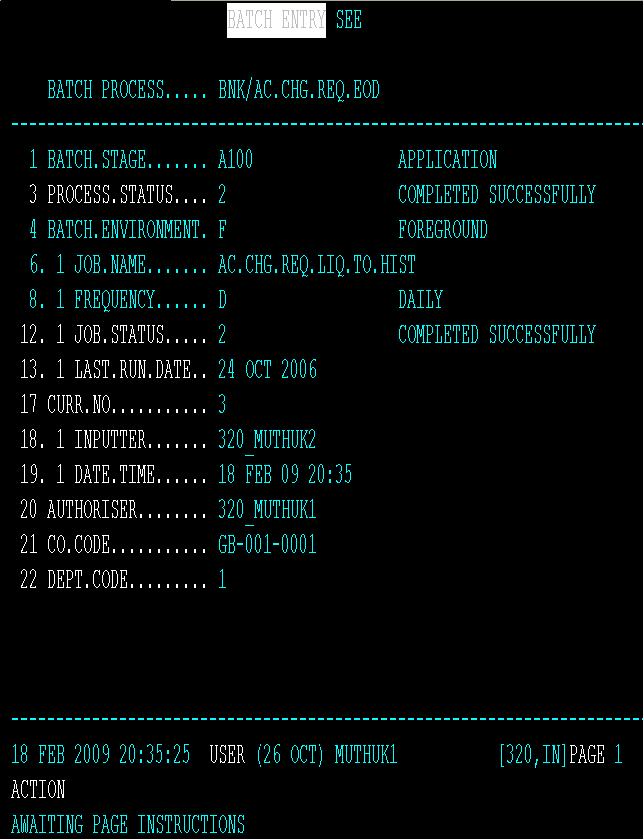 BATCH ENTRY SEE
BATCH PROCESS..... BNK/AC.CHG.REQ.EOD
------------------------------------------------------------------------
1 BATCH.STAGE....... A100 APPLICATION
3 PROCESS.STATUS.... 2 COMPLETED SUCCESSFULLY
4 BATCH.ENVIRONMENT. F FOREGROUND
6. 1 JOB.NAME....... AC.CHG.REQ.LIQ.TO.HIST
8. 1 FREQUENCY...... D DAILY
12. 1 JOB.STATUS..... 2 COMPLETED SUCCESSFULLY
13. 1 LAST.RUN.DATE.. 24 OCT 2006
17 CURR.NO........... 3
18. 1 INPUTTER....... 320_MUTHUK2
19. 1 DATE.TIME...... 18 FEB 09 20:35
20 AUTHORISER........ 320_MUTHUK1
21 CO.CODE........... GB-001-0001
22 DEPT.CODE......... 1
------------------------------------------------------------------------
18 FEB 2009 20:35:25 USER (26 OCT) MUTHUK1 [320,IN]PAGE 1
ACTION
AWAITING PAGE INSTRUCTIONS